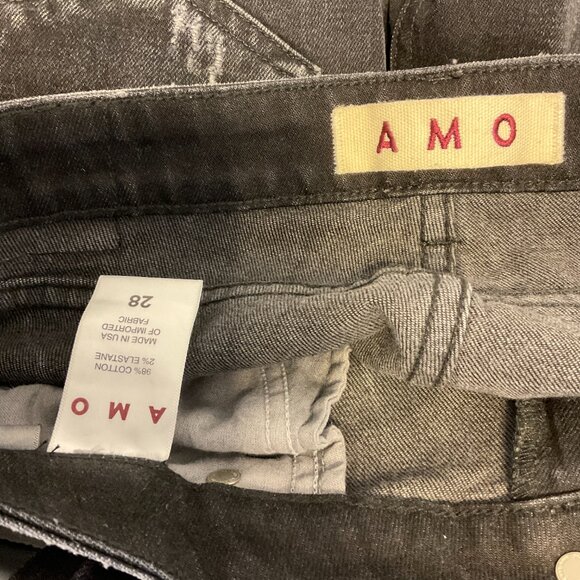 AMO
AMO
98% COTTON
2% ELASTANE
MADE IN USA
OF IMPORTED
FABRIC
28